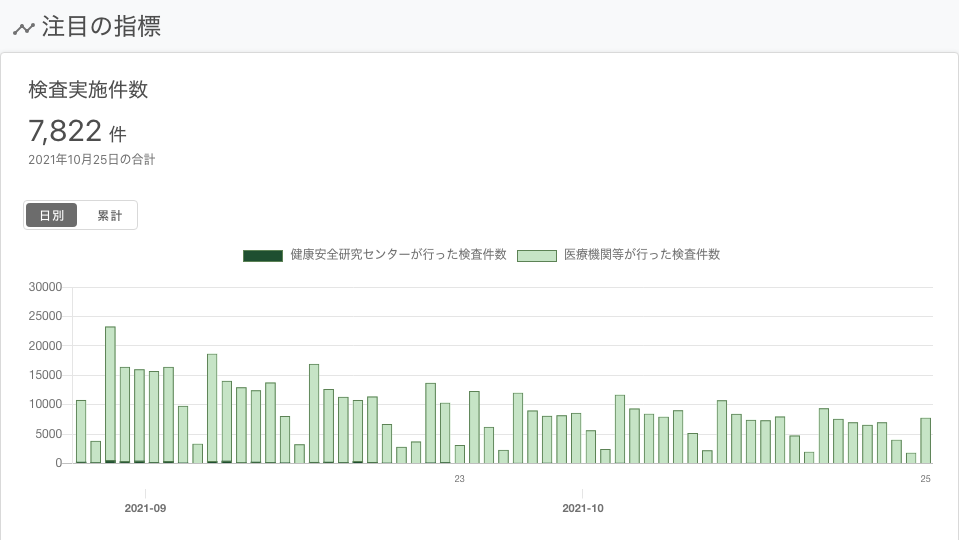 注目の指標
検査実施件数
7,822 件
2021年10月25日の合計
日別 累計
健康安全研究センターが行った検査件数 医療機関等が行った検査件数
30000
25000
20000
15000
10000
5000
0
23 25
2021-09 2021-10